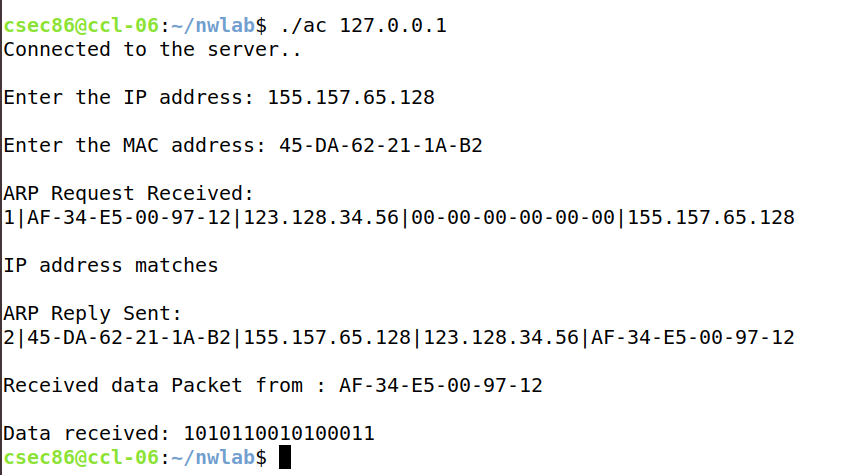 csec86@ccl-06:~/nwlab$ ./ac 127.0.0.1
Connected to the server..
Enter the IP address: 155.157.65.128
Enter the MAC address: 45-DA-62-21-1A-B2
ARP Request Received:
1|AF-34-E5-00-97-12|123.128.34.56|00-00-00-00-00-00|155.157.65.128
IP address matches
ARP Reply Sent:
2|45-DA-62-21-1A-B2|155.157.65.128|123.128.34.56|AF-34-E5-00-97-12
Received data Packet from : AF-34-E5-00-97-12
Data received: 1010110010100011
csec86@ccl-06:~/nwlab$